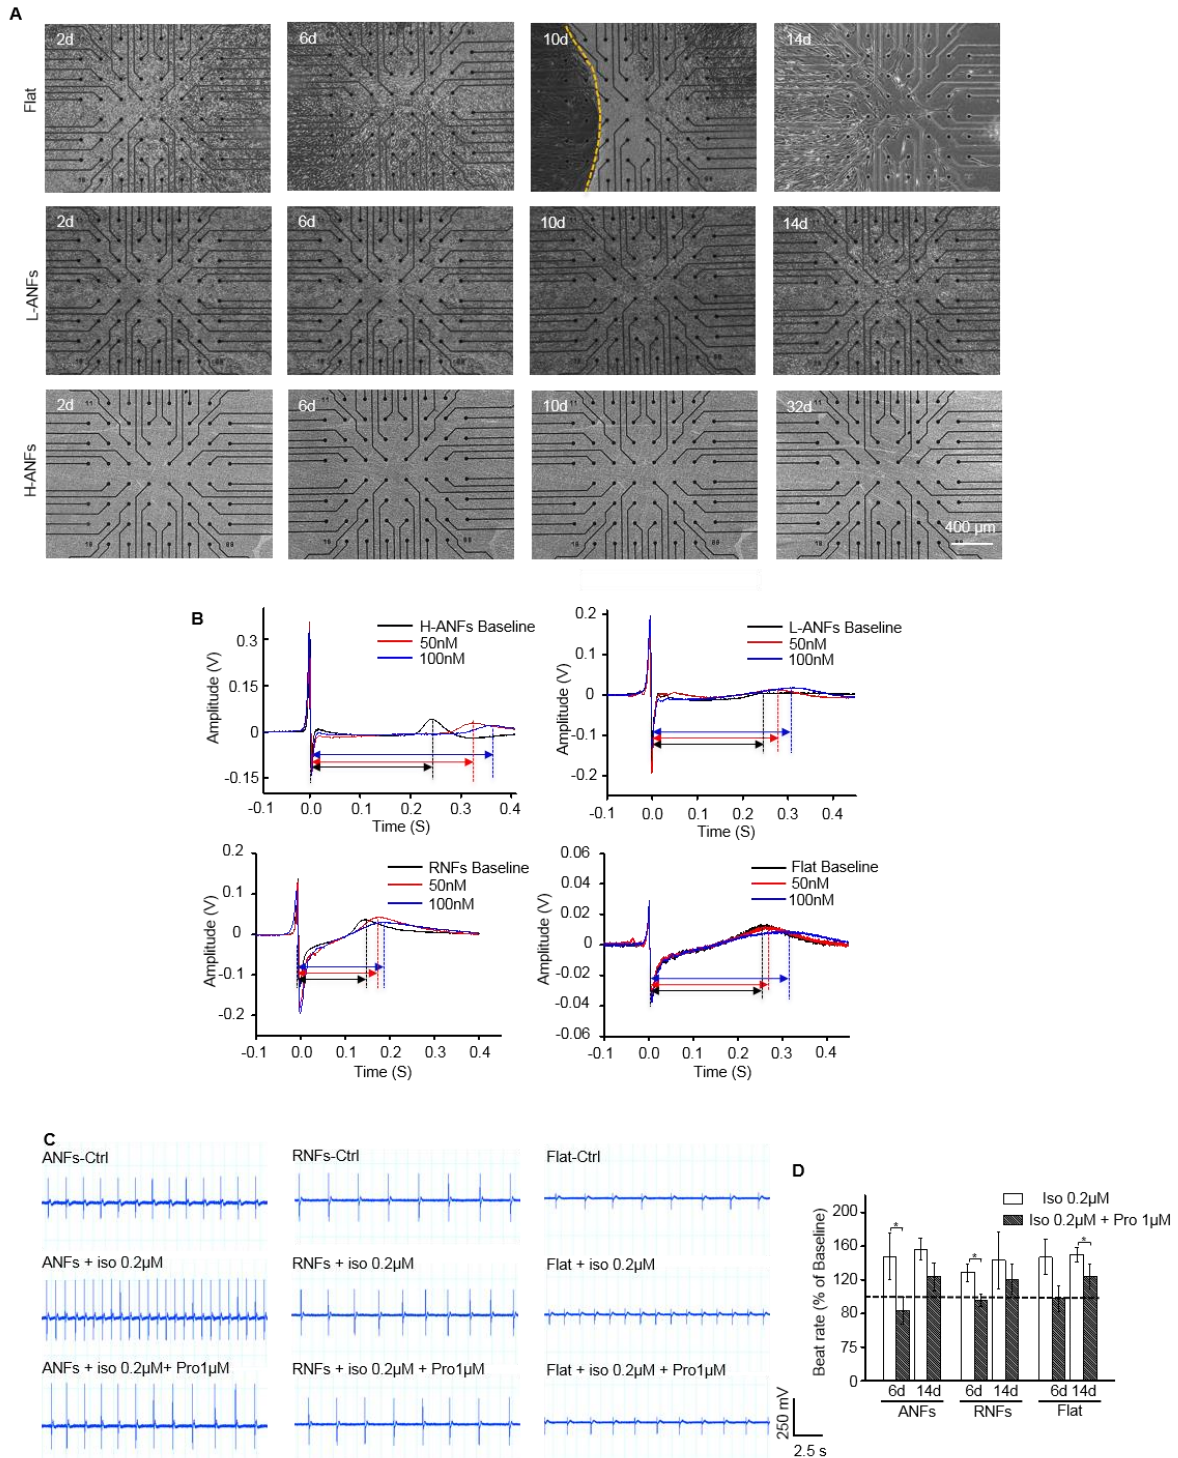 A
Flat
2d
6d
10d
14d
L-ANFs
2d
6d
10d
14d
H-ANFs
2d
6d
10d
32d
400 µm
B
H-ANFs Baseline
50nM
100nM
Amplitude (V)
0.3
0.15
0
-0.15
-0.1
0.0
0.1
0.2
0.3
0.4
Time (S)
L-ANFs Baseline
50nM
100nM
Amplitude (V)
0.2
0.1
0
-0.1
-0.2
-0.1
0.0
0.1
0.2
0.3
0.4
Time (S)
RNFs Baseline
50nM
100nM
Amplitude (V)
0.2
0.1
0
-0.1
-0.2
-0.1
0.0
0.1
0.2
0.3
0.4
Time (S)
Flat Baseline
50nM
100nM
Amplitude (V)
0.06
0.04
0.02
0
-0.02
-0.04
-0.06
-0.1
0.0
0.1
0.2
0.3
0.4
Time (S)
C
ANFs-Ctrl
RNFs-Ctrl
Flat-Ctrl
ANFs + iso 0.2µM
RNFs + iso 0.2µM
Flat + iso 0.2µM
ANFs + iso 0.2µM+ Pro1µM
RNFs + iso 0.2µM + Pro1µM
Flat + iso 0.2µM + Pro1µM
250 mV
2.5 s
D
Iso 0.2µM
Iso 0.2µM + Pro 1µM
Beat rate (% of Baseline)
200
160
120
80
75
0
*
*
*
6d 14d
6d 14d
6d 14d
ANFs
RNFs
Flat